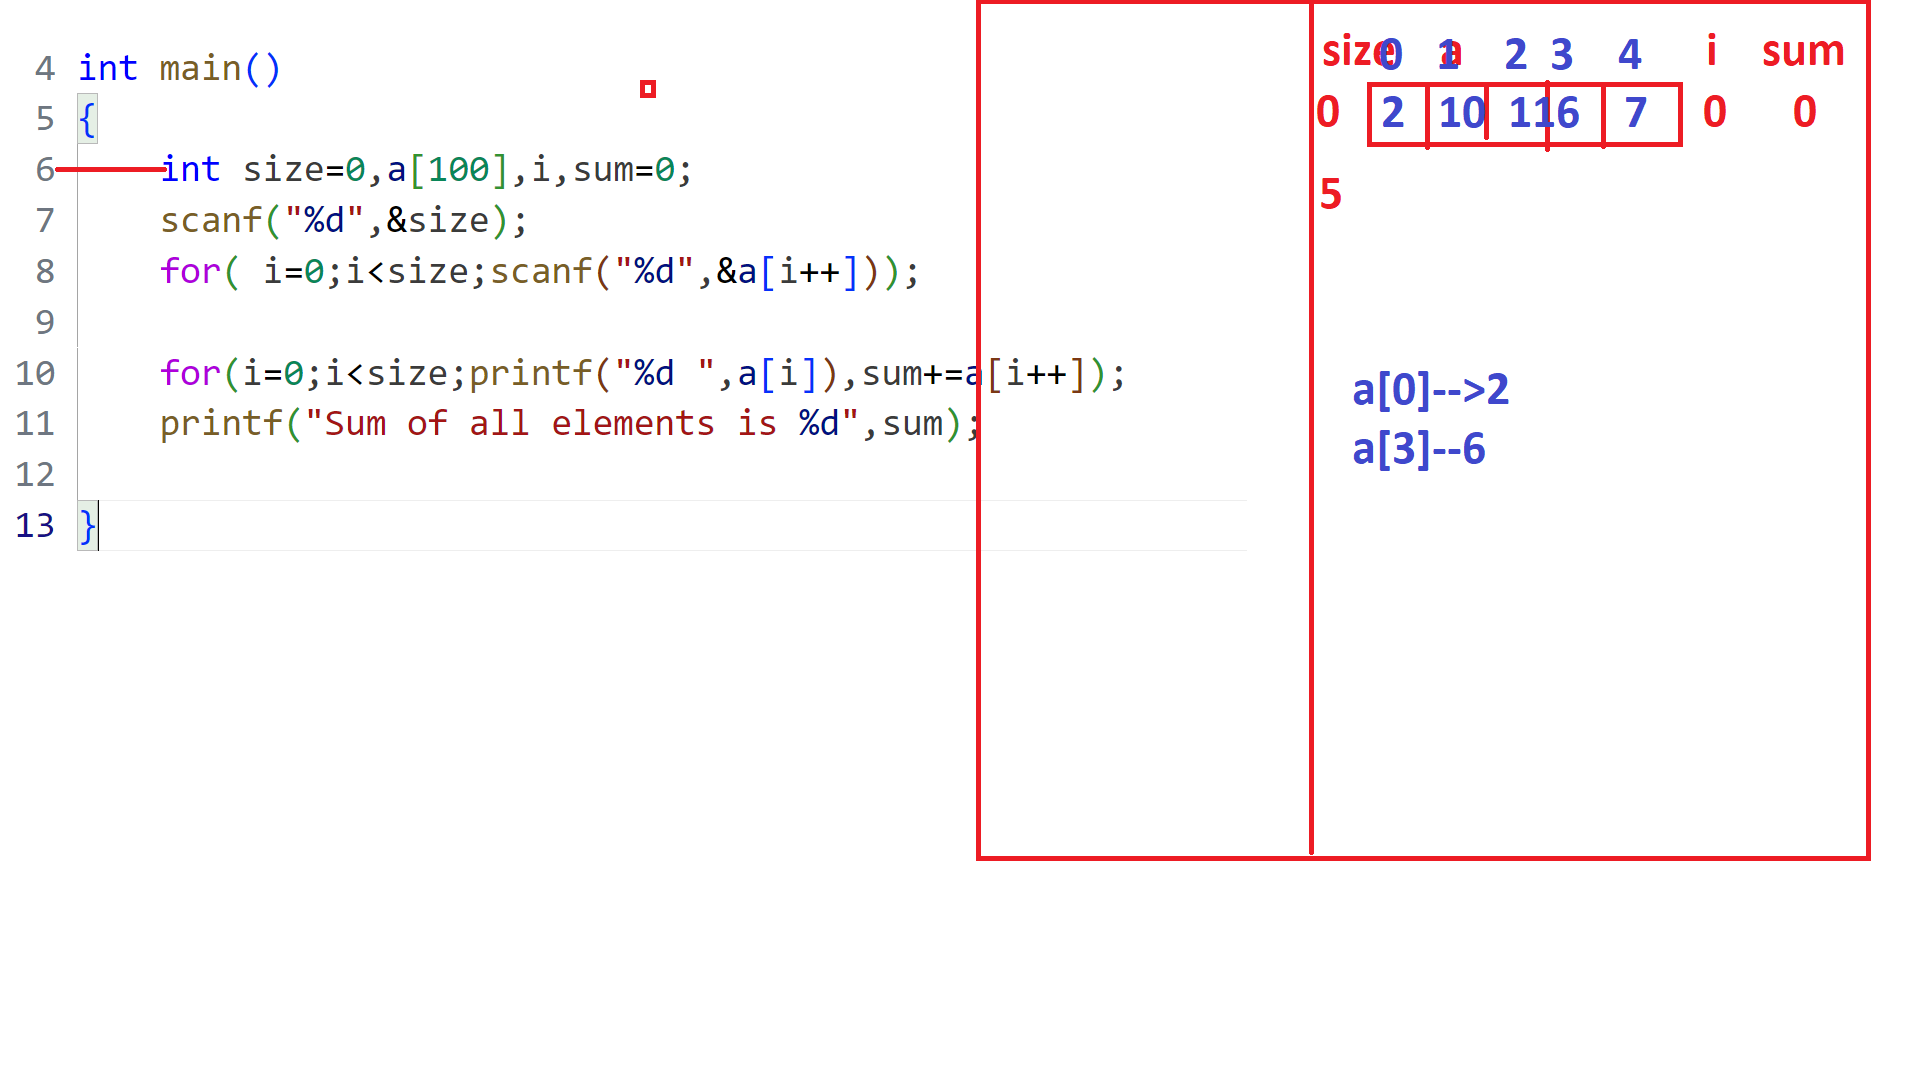 4 int main()
5 {
6 int size=0,a[100],i,sum=0;
7 scanf("%d",&size);
8 for( i=0;i<size;scanf("%d",&a[i++]));
9
10 for(i=0;i<size;printf("%d ",a[i]),sum+=a[i++]);
11 printf("Sum of all elements is %d",sum);
12
13 }
size a i sum
0 1 2 3 4
0 2 10 11 6 7 0 0
5
a[0]-->2
a[3]--6